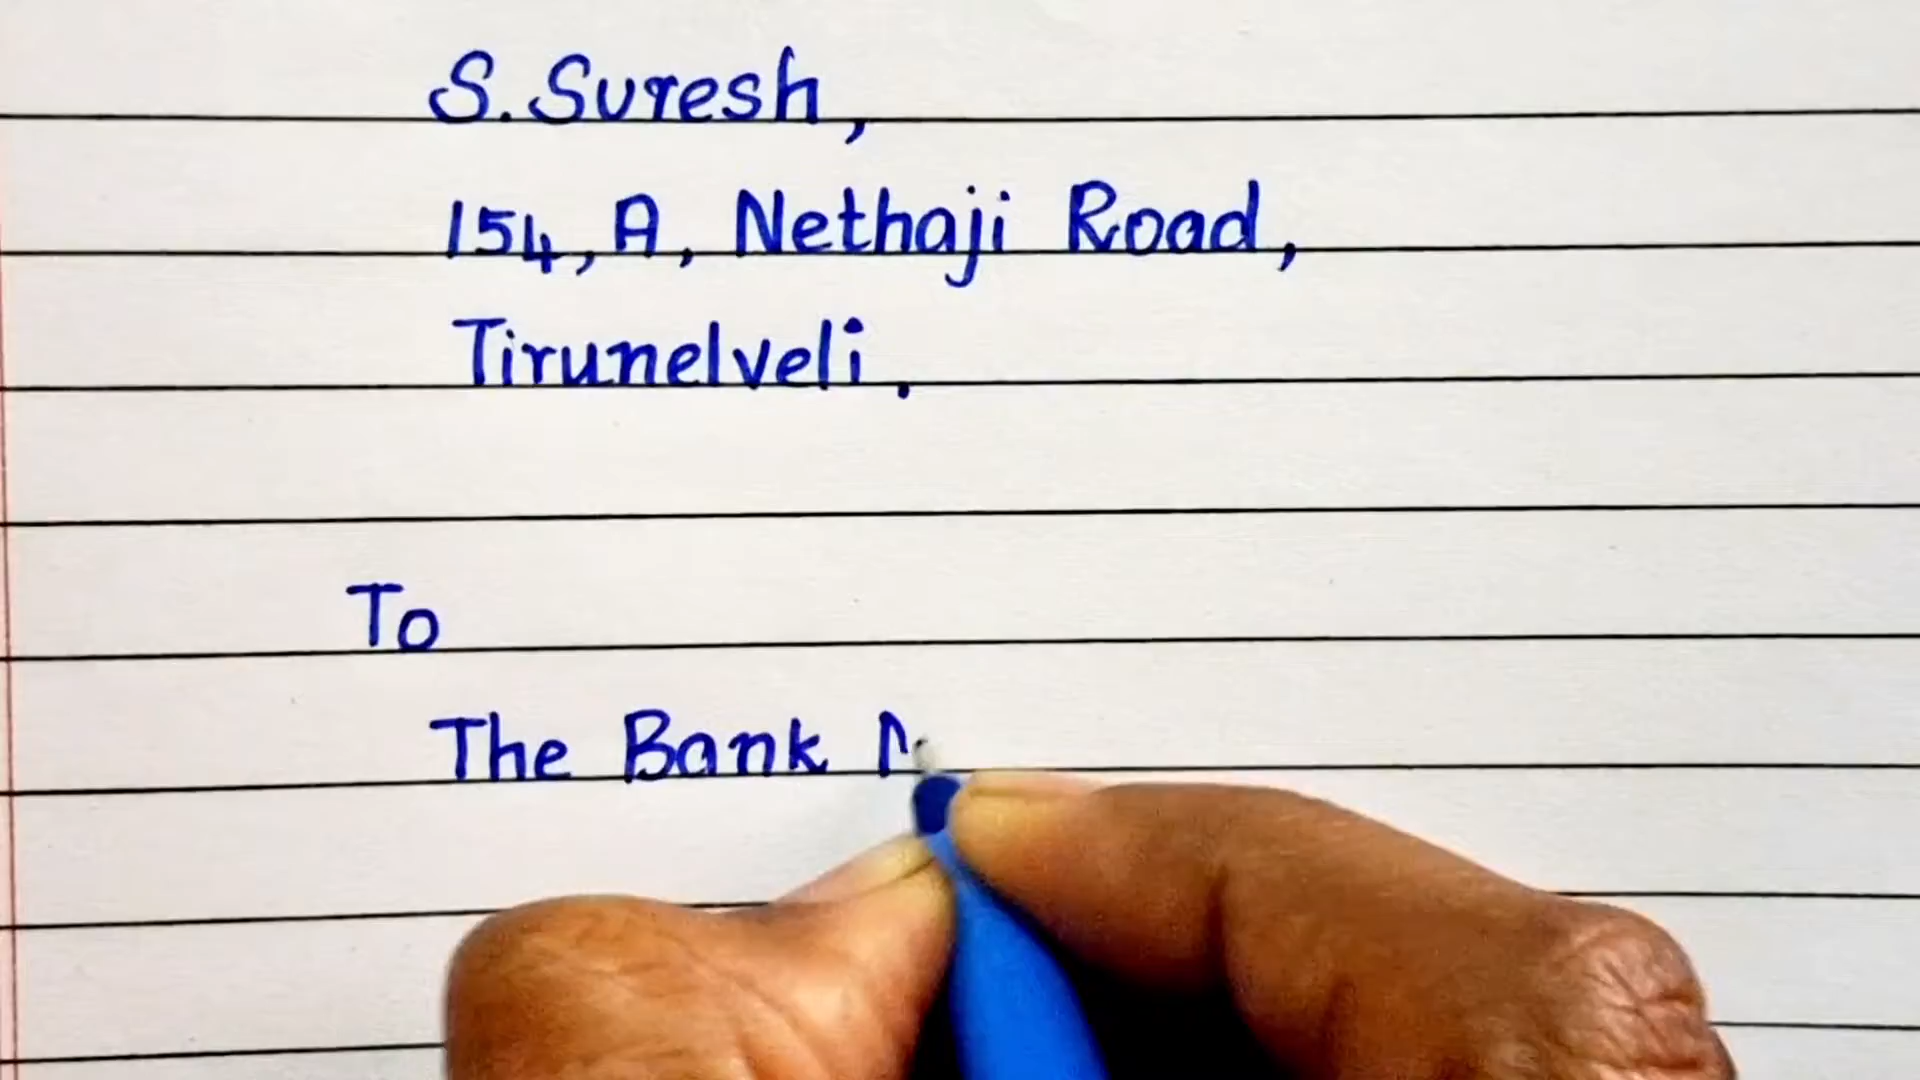 S. Suresh,
154, A, Nethaji Road,
Tirunelveli.
To
The Bank